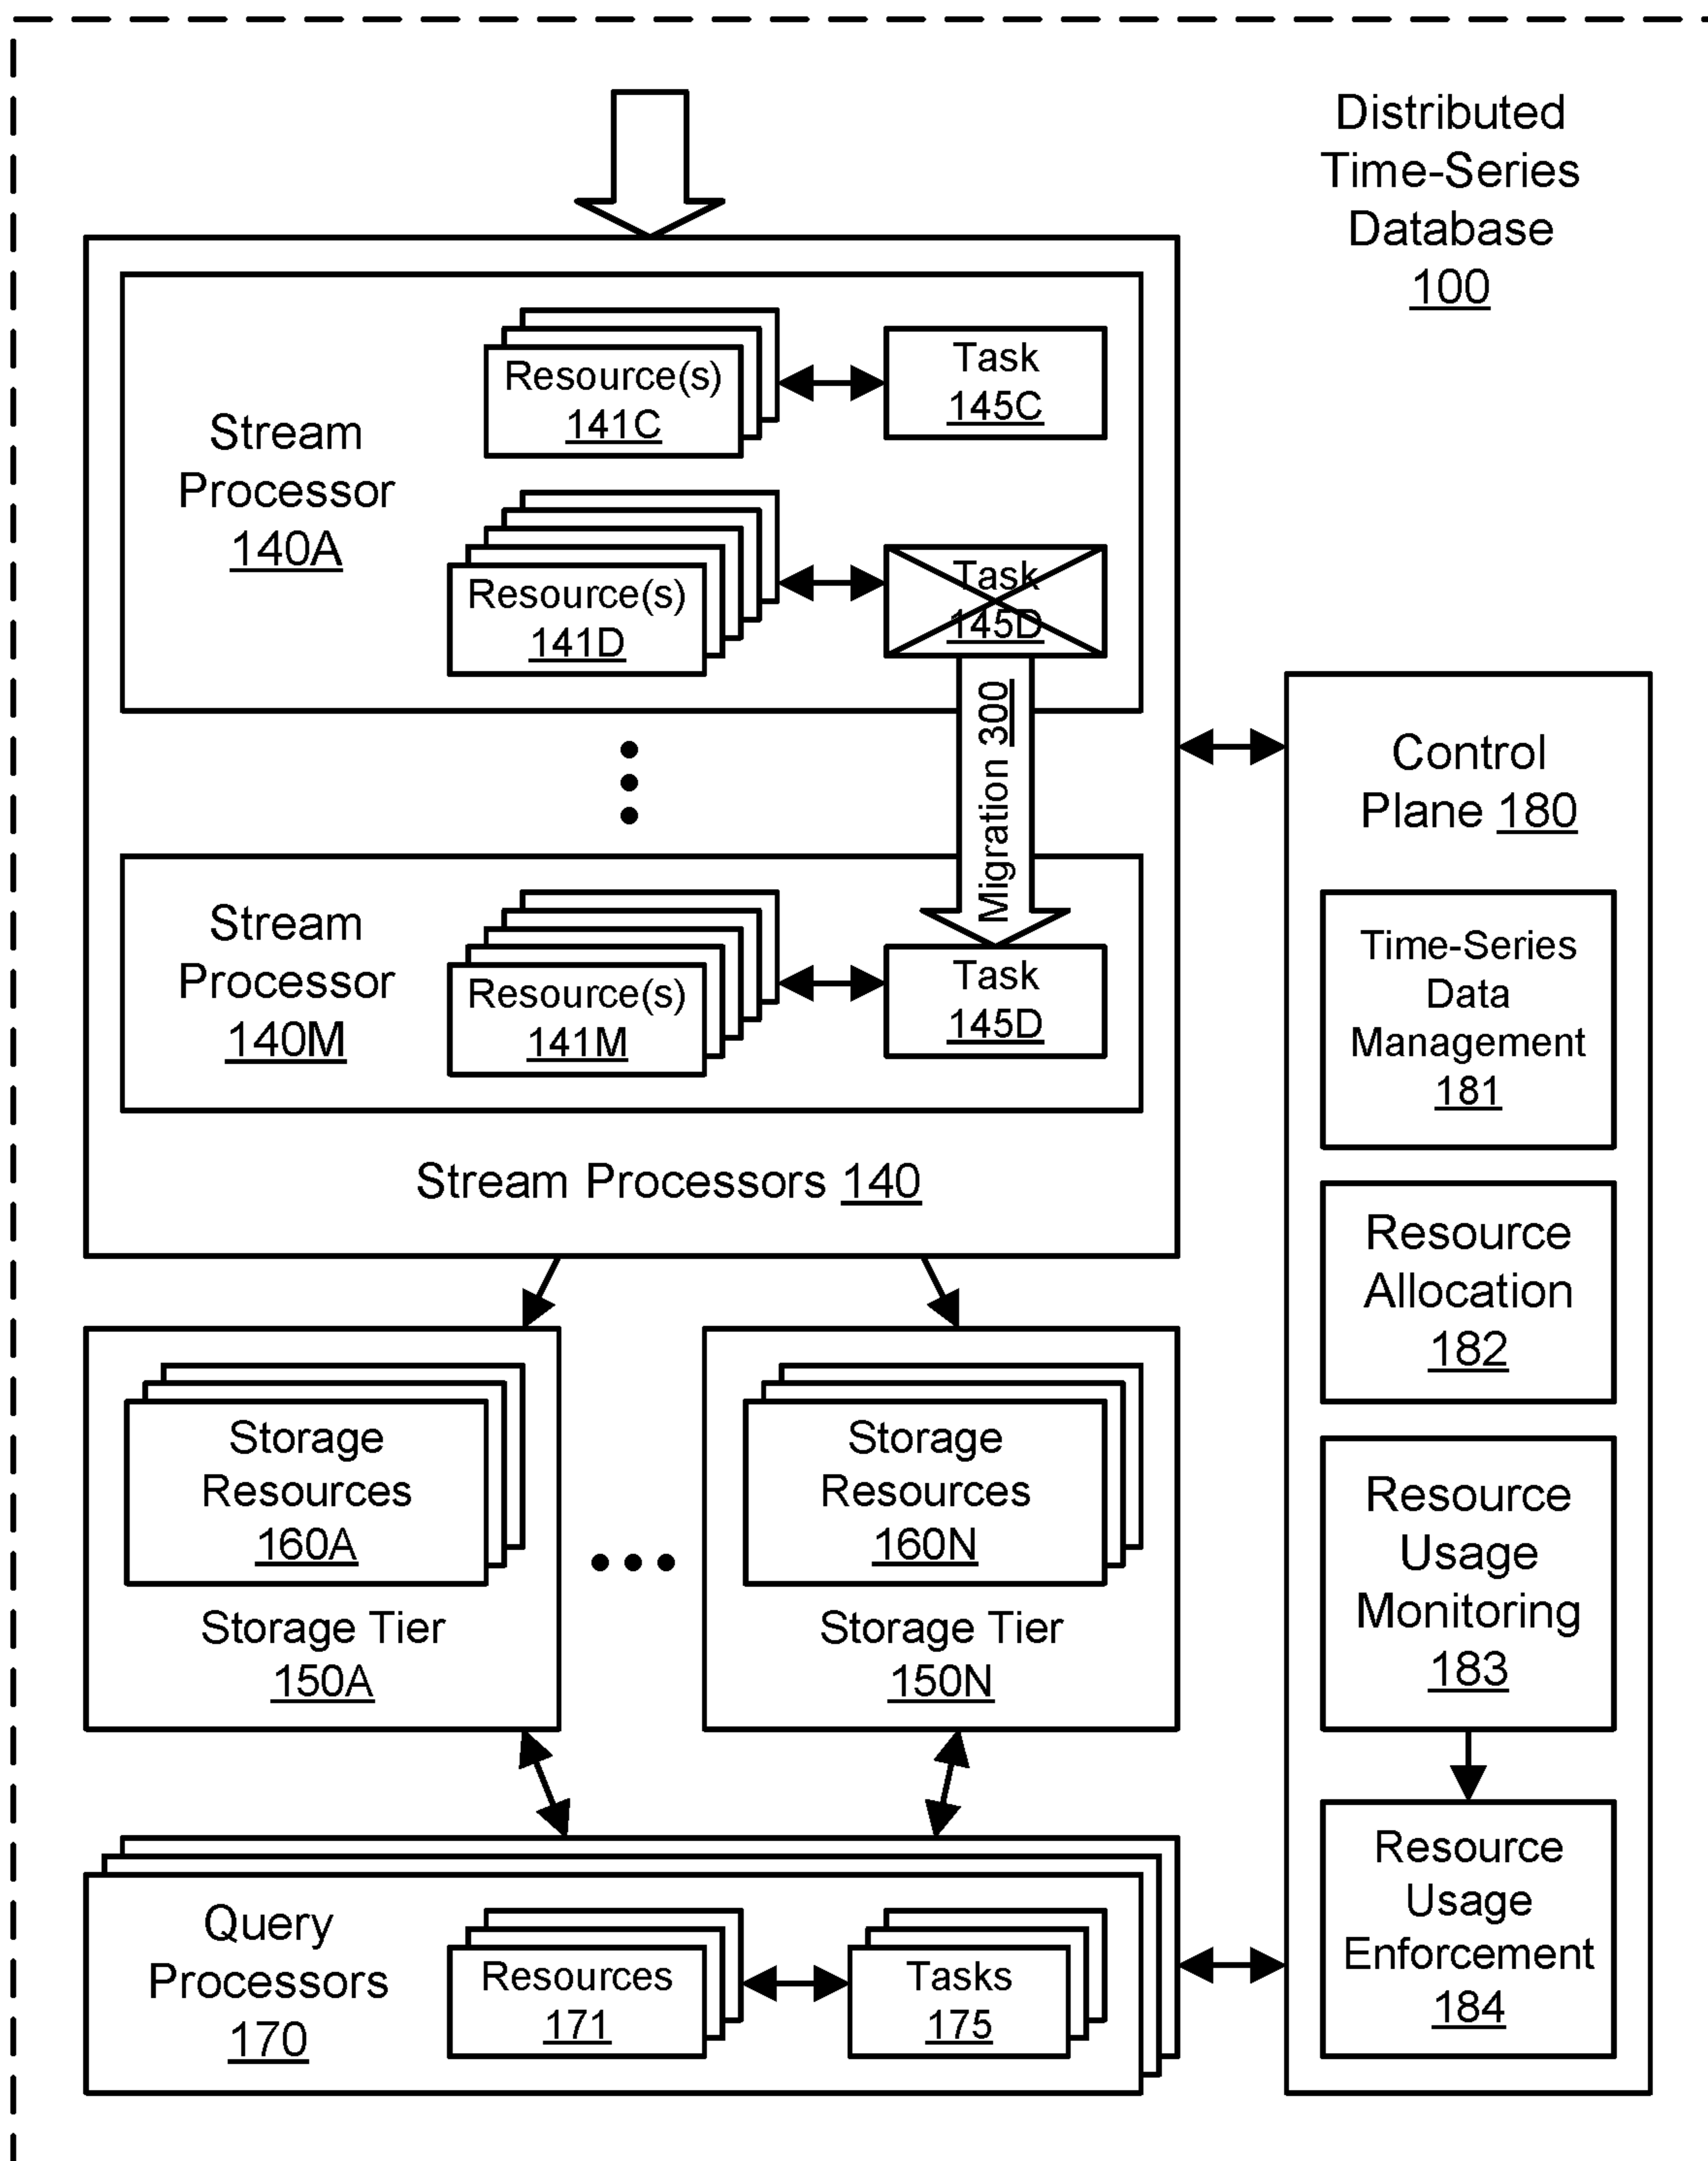 Distributed
Time-Series
Database
100
Resource(s)
141C
Task
145C
Stream
Processor
140A
Resource(s)
141D
Task
145D
Migration 300
Stream
Processor
140M
Resource(s)
141M
Task
145D
Stream Processors 140
Control
Plane 180
Time-Series
Data
Management
181
Resource
Allocation
182
Resource
Usage
Monitoring
183
Resource
Usage
Enforcement
184
Storage
Resources
160A
Storage Tier
150A
Storage
Resources
160N
Storage Tier
150N
Query
Processors
170
Resources
171
Tasks
175